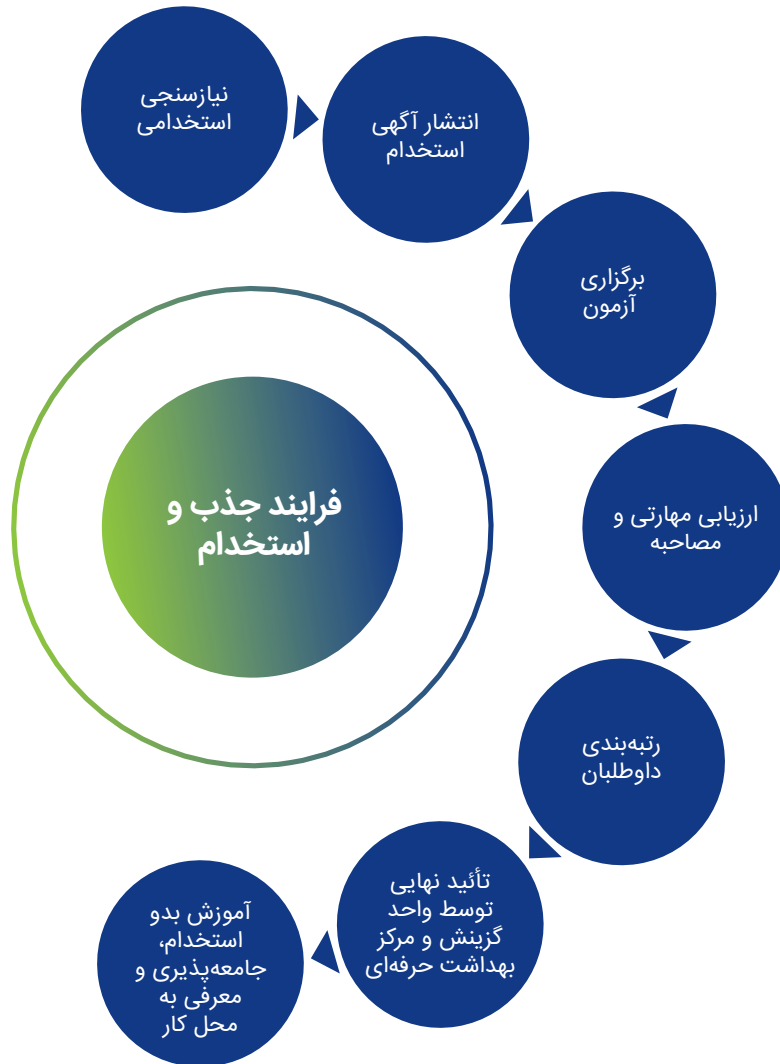 نیازسنجی
استخدامی
انتشار آگهی
استخدام
برگزاری
آزمون
ارزیابی مهارتی و
مصاحبه
رتبه‌بندی
داوطلبان
تأئید نهایی
توسط واحد
گزینش و مرکز
بهداشت حرفه‌ای
آموزش بدو
استخدام،
جامعه‌پذیری و
معرفی به
محل کار
فرایند جذب و
استخدام